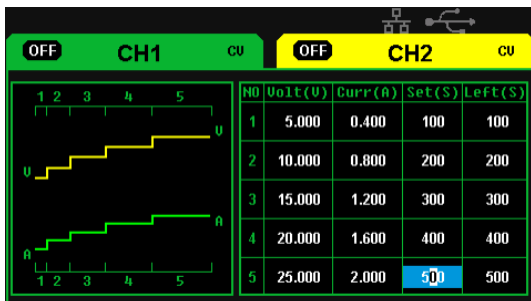 OFF CH1 CV OFF CH2 CV
1 2 3 4 5
V
V
A
A
1 2 3 4 5
NO Volt(V) Curr(A) Set(S) Left(S)
1 5.000 0.400 100 100
2 10.000 0.800 200 200
3 15.000 1.200 300 300
4 20.000 1.600 400 400
5 25.000 2.000 500 500